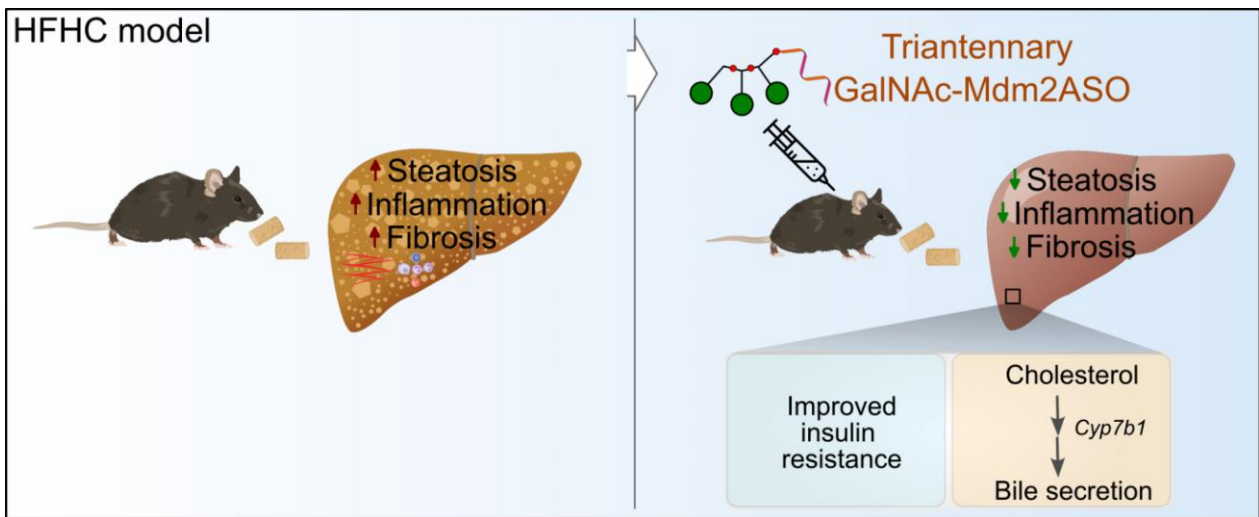 HFHC model
Steatosis
Inflammation
Fibrosis
Triantennary
GalNAc-Mdm2ASO
Steatosis
Inflammation
Fibrosis
Improved
insulin
resistance
Cholesterol
Cyp7b1
Bile secretion